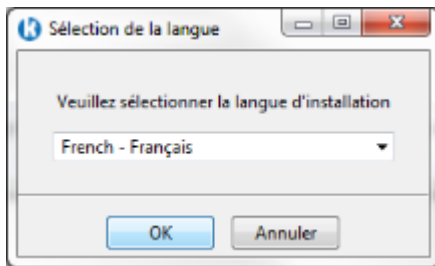 Sélection de la langue
Veuillez sélectionner la langue d'installation
French - Français
OK
Annuler